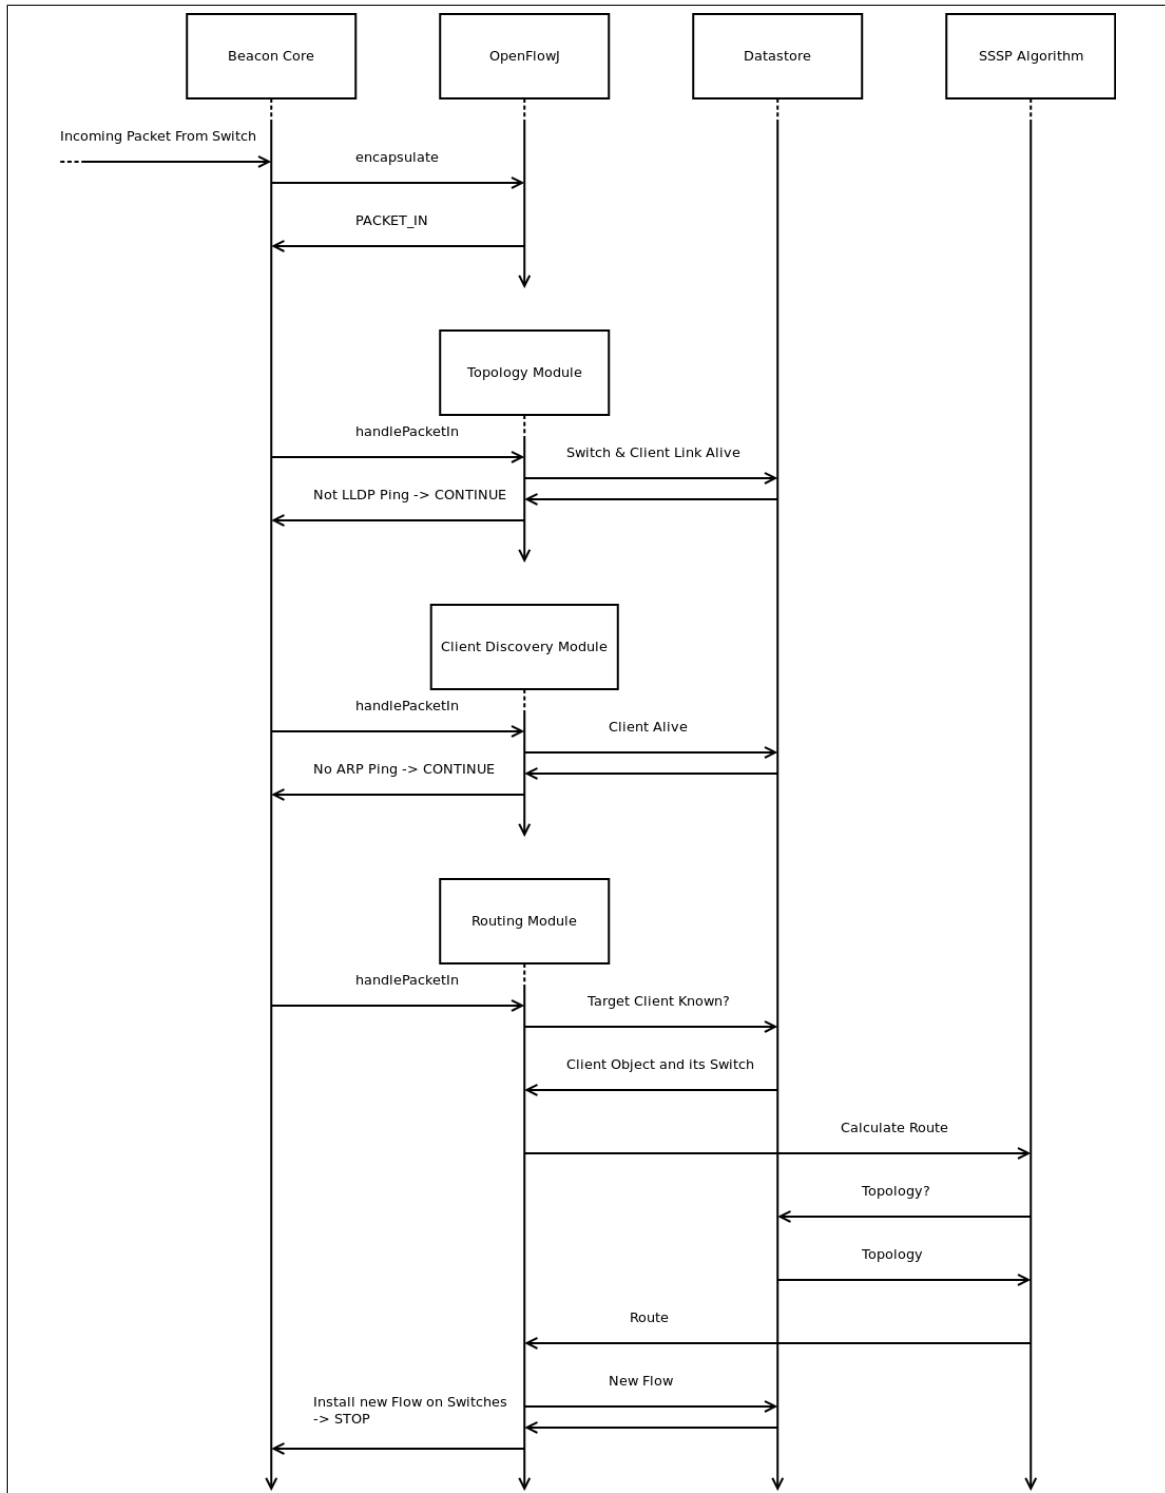 Beacon Core
OpenFlowJ
Datastore
SSSP Algorithm
Incoming Packet From Switch
encapsulate
PACKET_IN
Topology Module
handlePacketIn
Switch & Client Link Alive
Not LLDP Ping -> CONTINUE
Client Discovery Module
handlePacketIn
Client Alive
No ARP Ping -> CONTINUE
Routing Module
handlePacketIn
Target Client Known?
Client Object and its Switch
Calculate Route
Topology?
Topology
Route
New Flow
Install new Flow on Switches
-> STOP